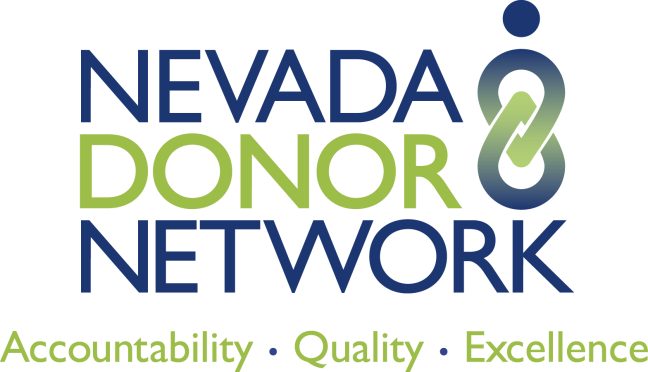 NEVADA
DONOR
NETWORK
Accountability • Quality • Excellence